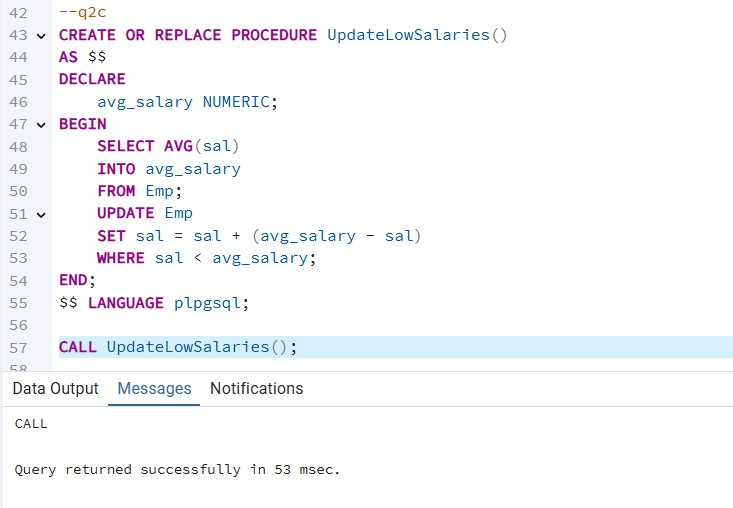 42 --q2c
43 CREATE OR REPLACE PROCEDURE UpdateLowSalaries()
44 AS $$
45 DECLARE
46 avg_salary NUMERIC;
47 BEGIN
48 SELECT AVG(sal)
49 INTO avg_salary
50 FROM Emp;
51 UPDATE Emp
52 SET sal = sal + (avg_salary - sal)
53 WHERE sal < avg_salary;
54 END;
55 $$ LANGUAGE plpgsql;
56
57 CALL UpdateLowSalaries();
58
Data Output Messages Notifications
CALL
Query returned successfully in 53 msec.